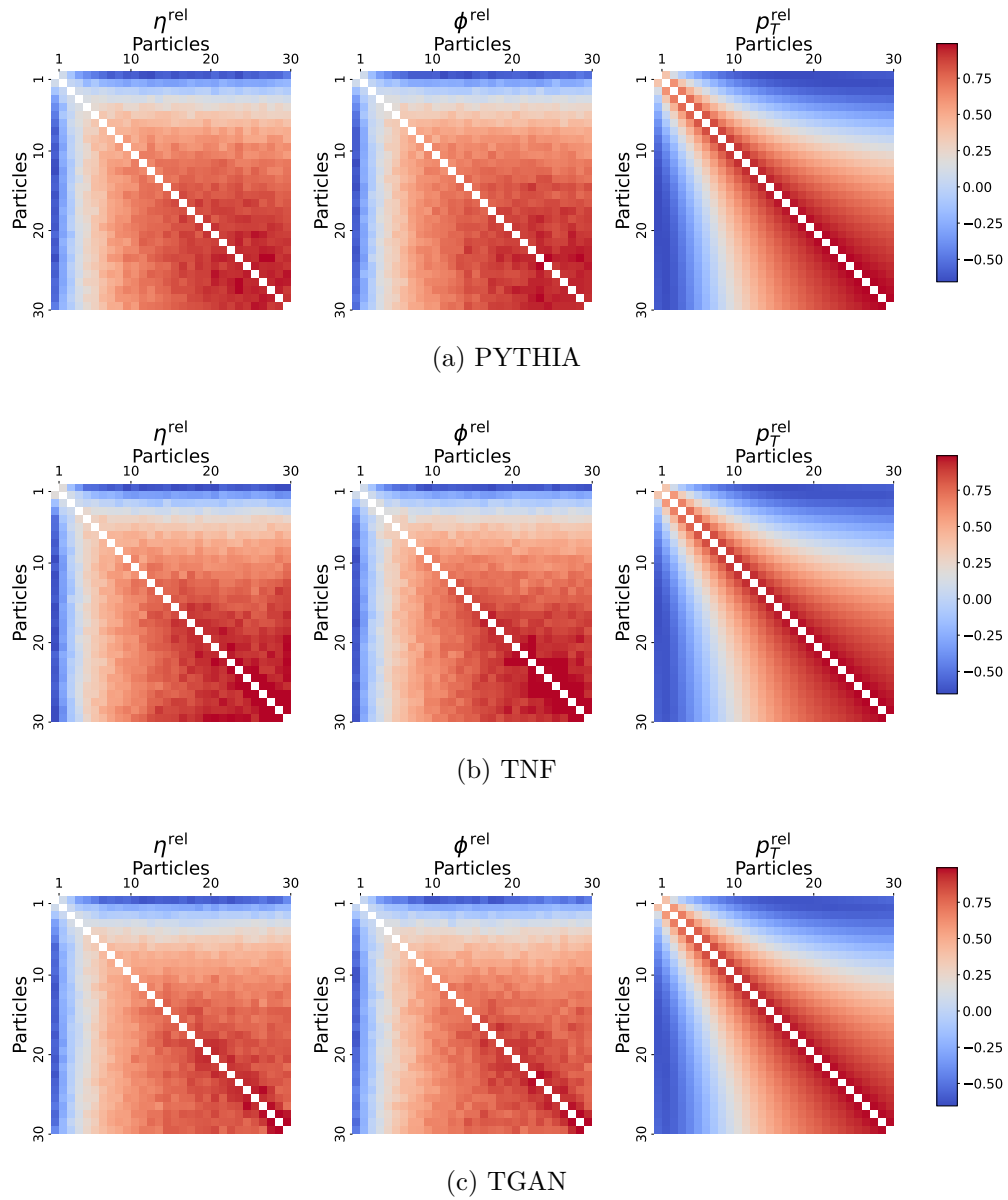 η^rel φ^rel p_T^rel
Particles Particles Particles
1 10 20 30 1 10 20 30 1 10 20 30
Particles Particles Particles
1 1 1
10 10 10
20 20 20
30 30 30
0.75
0.50
0.25
0.00
−0.25
−0.50
(a) PYTHIA
η^rel φ^rel p_T^rel
Particles Particles Particles
1 10 20 30 1 10 20 30 1 10 20 30
Particles Particles Particles
1 1 1
10 10 10
20 20 20
30 30 30
0.75
0.50
0.25
0.00
−0.25
−0.50
(b) TNF
η^rel φ^rel p_T^rel
Particles Particles Particles
1 10 20 30 1 10 20 30 1 10 20 30
Particles Particles Particles
1 1 1
10 10 10
20 20 20
30 30 30
0.75
0.50
0.25
0.00
−0.25
−0.50
(c) TGAN